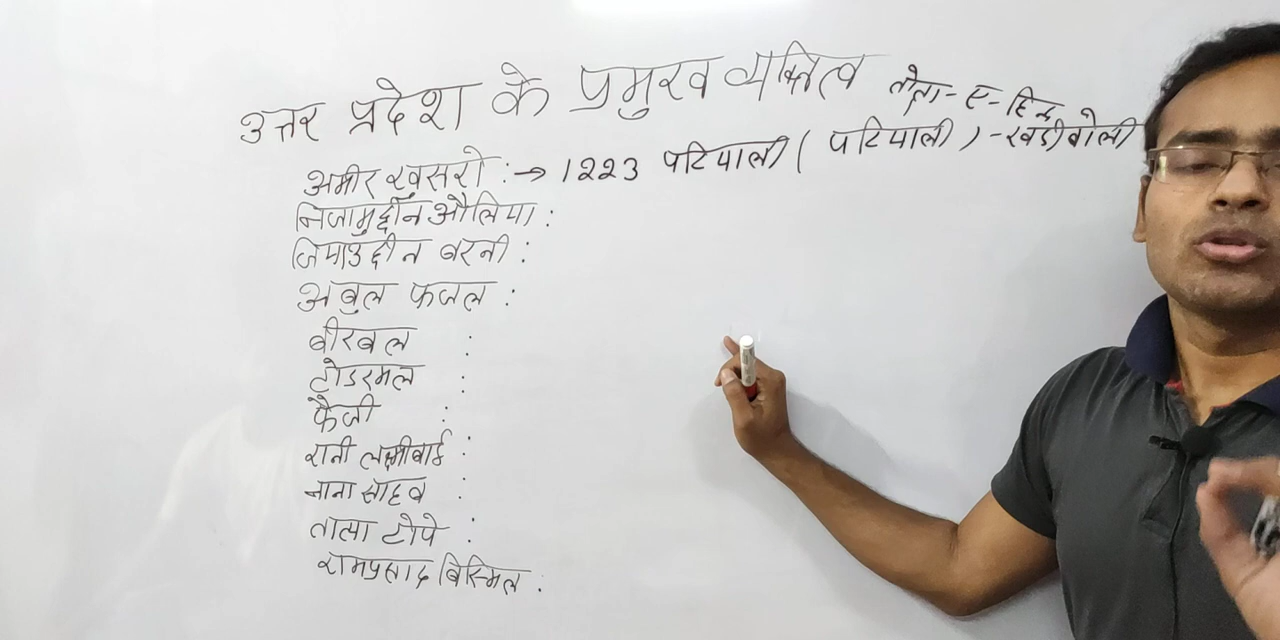 उत्तर प्रदेश के प्रमुख व्यक्तित्व
तोता-ए-हिन्द
अमीर खुसरो :→ 1223 पटियाली ( पटियाली ) - खडीबोली
निजामुद्दीन औलिया :
जियाउद्दीन बरनी :
अबुल फजल :
बीरबल :
टोडरमल :
फैजी :
रानी लक्ष्मीबाई :
नाना साहब :
तात्या टोपे :
रामप्रसाद बिस्मिल :